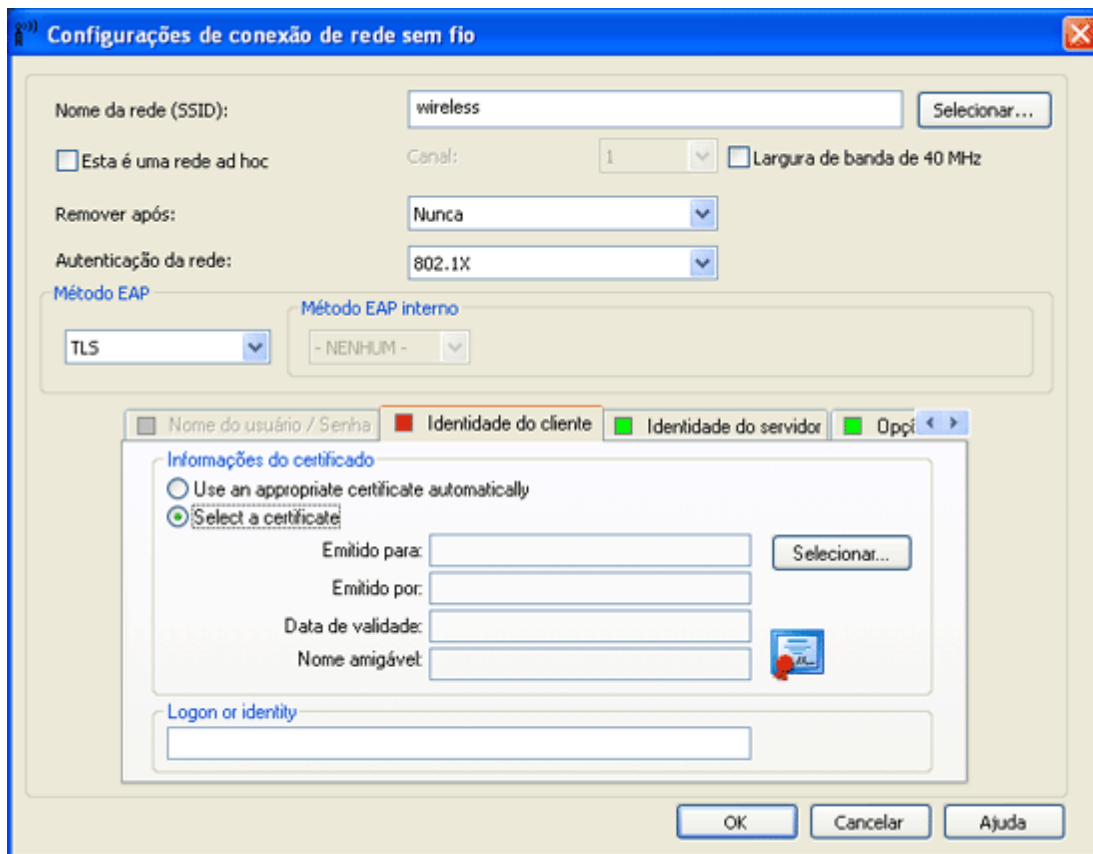 Configurações de conexão de rede sem fio
Nome da rede (SSID): wireless Selecionar...
Esta é uma rede ad hoc Canal: 1 Largura de banda de 40 MHz
Remover após: Nunca
Autenticação da rede: 802.1X
Método EAP
Método EAP interno
TLS - NENHUM -
Nome do usuário / Senha Identidade do cliente Identidade do servidor Opçõ
Informações do certificado
Use an appropriate certificate automatically
Select a certificate
Emitido para: Selecionar...
Emitido por:
Data de validade:
Nome amigável:
Logon or identity
OK Cancelar Ajuda